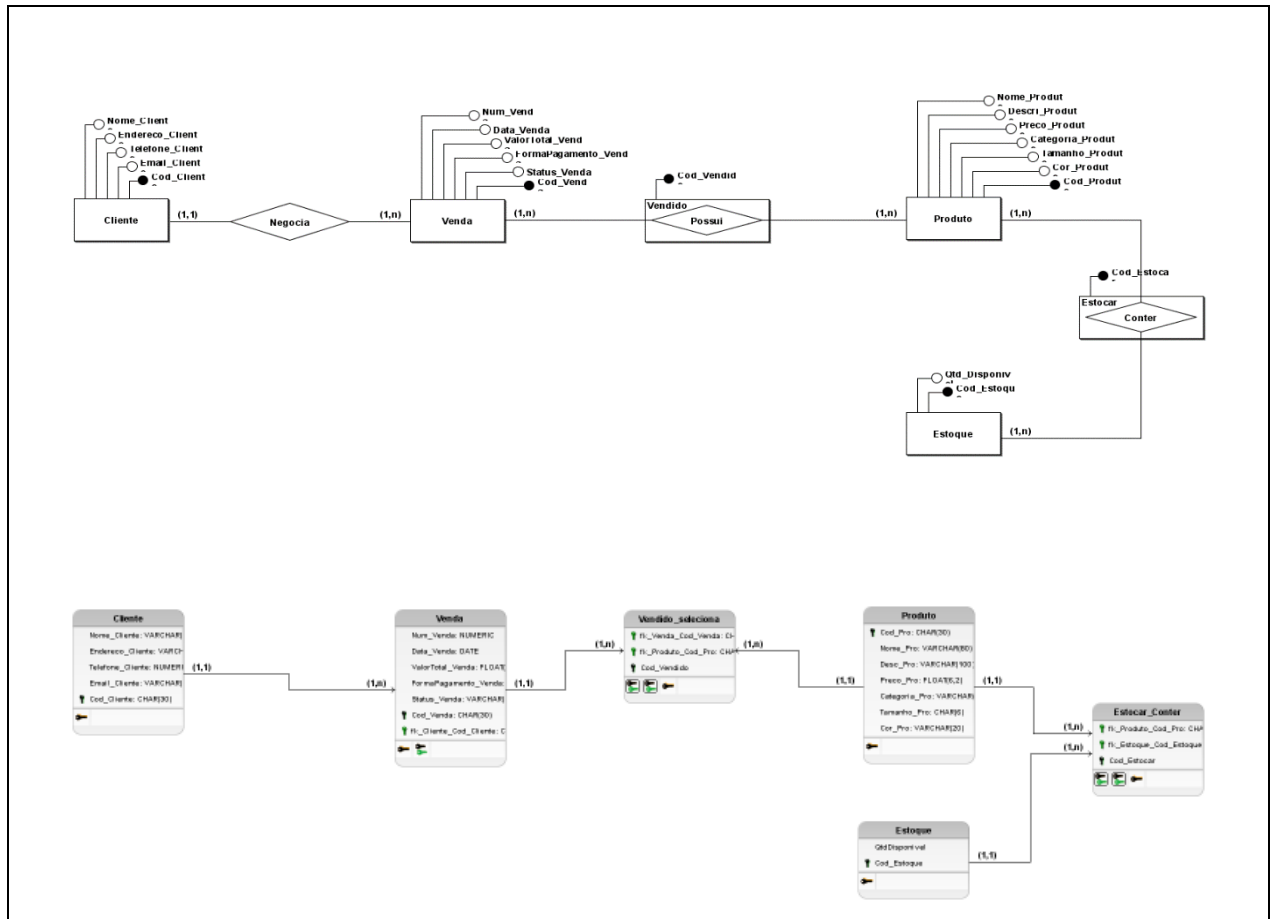 Nome_Client
Endereco_Client
Telefone_Client
Email_Client
Cod_Client
Cliente
(1,1)
Negocia
(1,n)
Num_Vend
Data_Venda
ValorTotal_Vend
FormaPagamento_Vend
Status_Venda
Cod_Vend
Venda
(1,n)
Cod_Vendid
Vendido
Possui
(1,n)
Nome_Produt
Descri_Produt
Preco_Produt
Categoria_Produt
Tamanho_Produt
Cor_Produt
Cod_Produt
Produto
(1,n)
Cod_Estoca
Estocar
Conter
Qtd_Disponiv
Cod_Estoqu
Estoque
(1,n)
Cliente
Nome_Cliente: VARCHAR(
Endereco_Cliente: VARCH
Telefone_Cliente: NUMERI
Email_Cliente: VARCHAR(
Cod_Cliente: CHAR(30)
(1,1)
(1,n)
Venda
Num_Venda: NUMERIC
Data_Venda: DATE
ValorTotal_Venda: FLOAT(
FormaPagamento_Venda:
Status_Venda: VARCHAR(
Cod_Venda: CHAR(30)
fk_Cliente_Cod_Cliente: C
(1,1)
(1,n)
Vendido_seleciona
fk_Venda_Cod_Venda: CH
fk_Produto_Cod_Pro: CHA
Cod_Vendido
(1,n)
(1,1)
Produto
Cod_Pro: CHAR(30)
Nome_Pro: VARCHAR(80)
Desc_Pro: VARCHAR(100)
Preco_Pro: FLOAT(6,2)
Categoria_Pro: VARCHAR(
Tamanho_Pro: CHAR(6)
Cor_Pro: VARCHAR(20)
(1,1)
(1,n)
(1,n)
Estocar_Conter
fk_Produto_Cod_Pro: CHA
fk_Estoque_Cod_Estoque
Cod_Estocar
Estoque
QtdDisponivel
Cod_Estoque
(1,1)